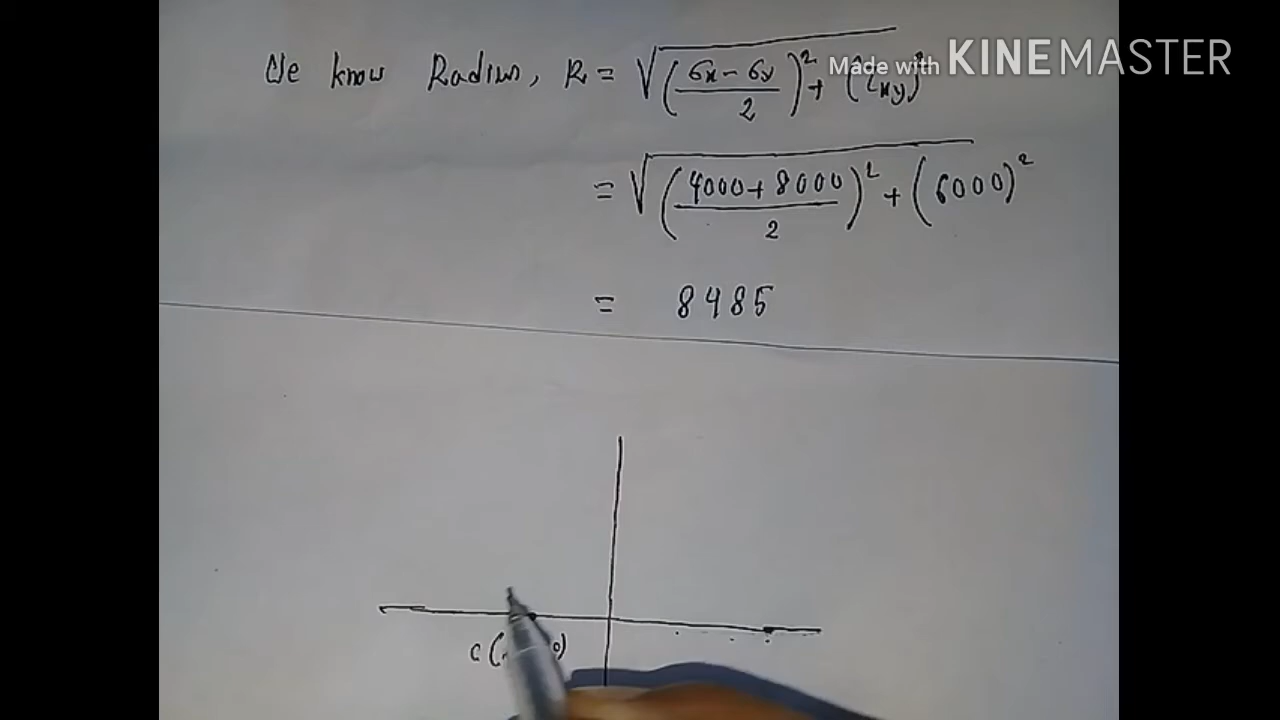 We know Radius, R = √((σx - σy)/2)² + (τxy)²
Made with KINEMASTER
= √((4000 + 8000)/2)² + (6000)²
= 8485
C (